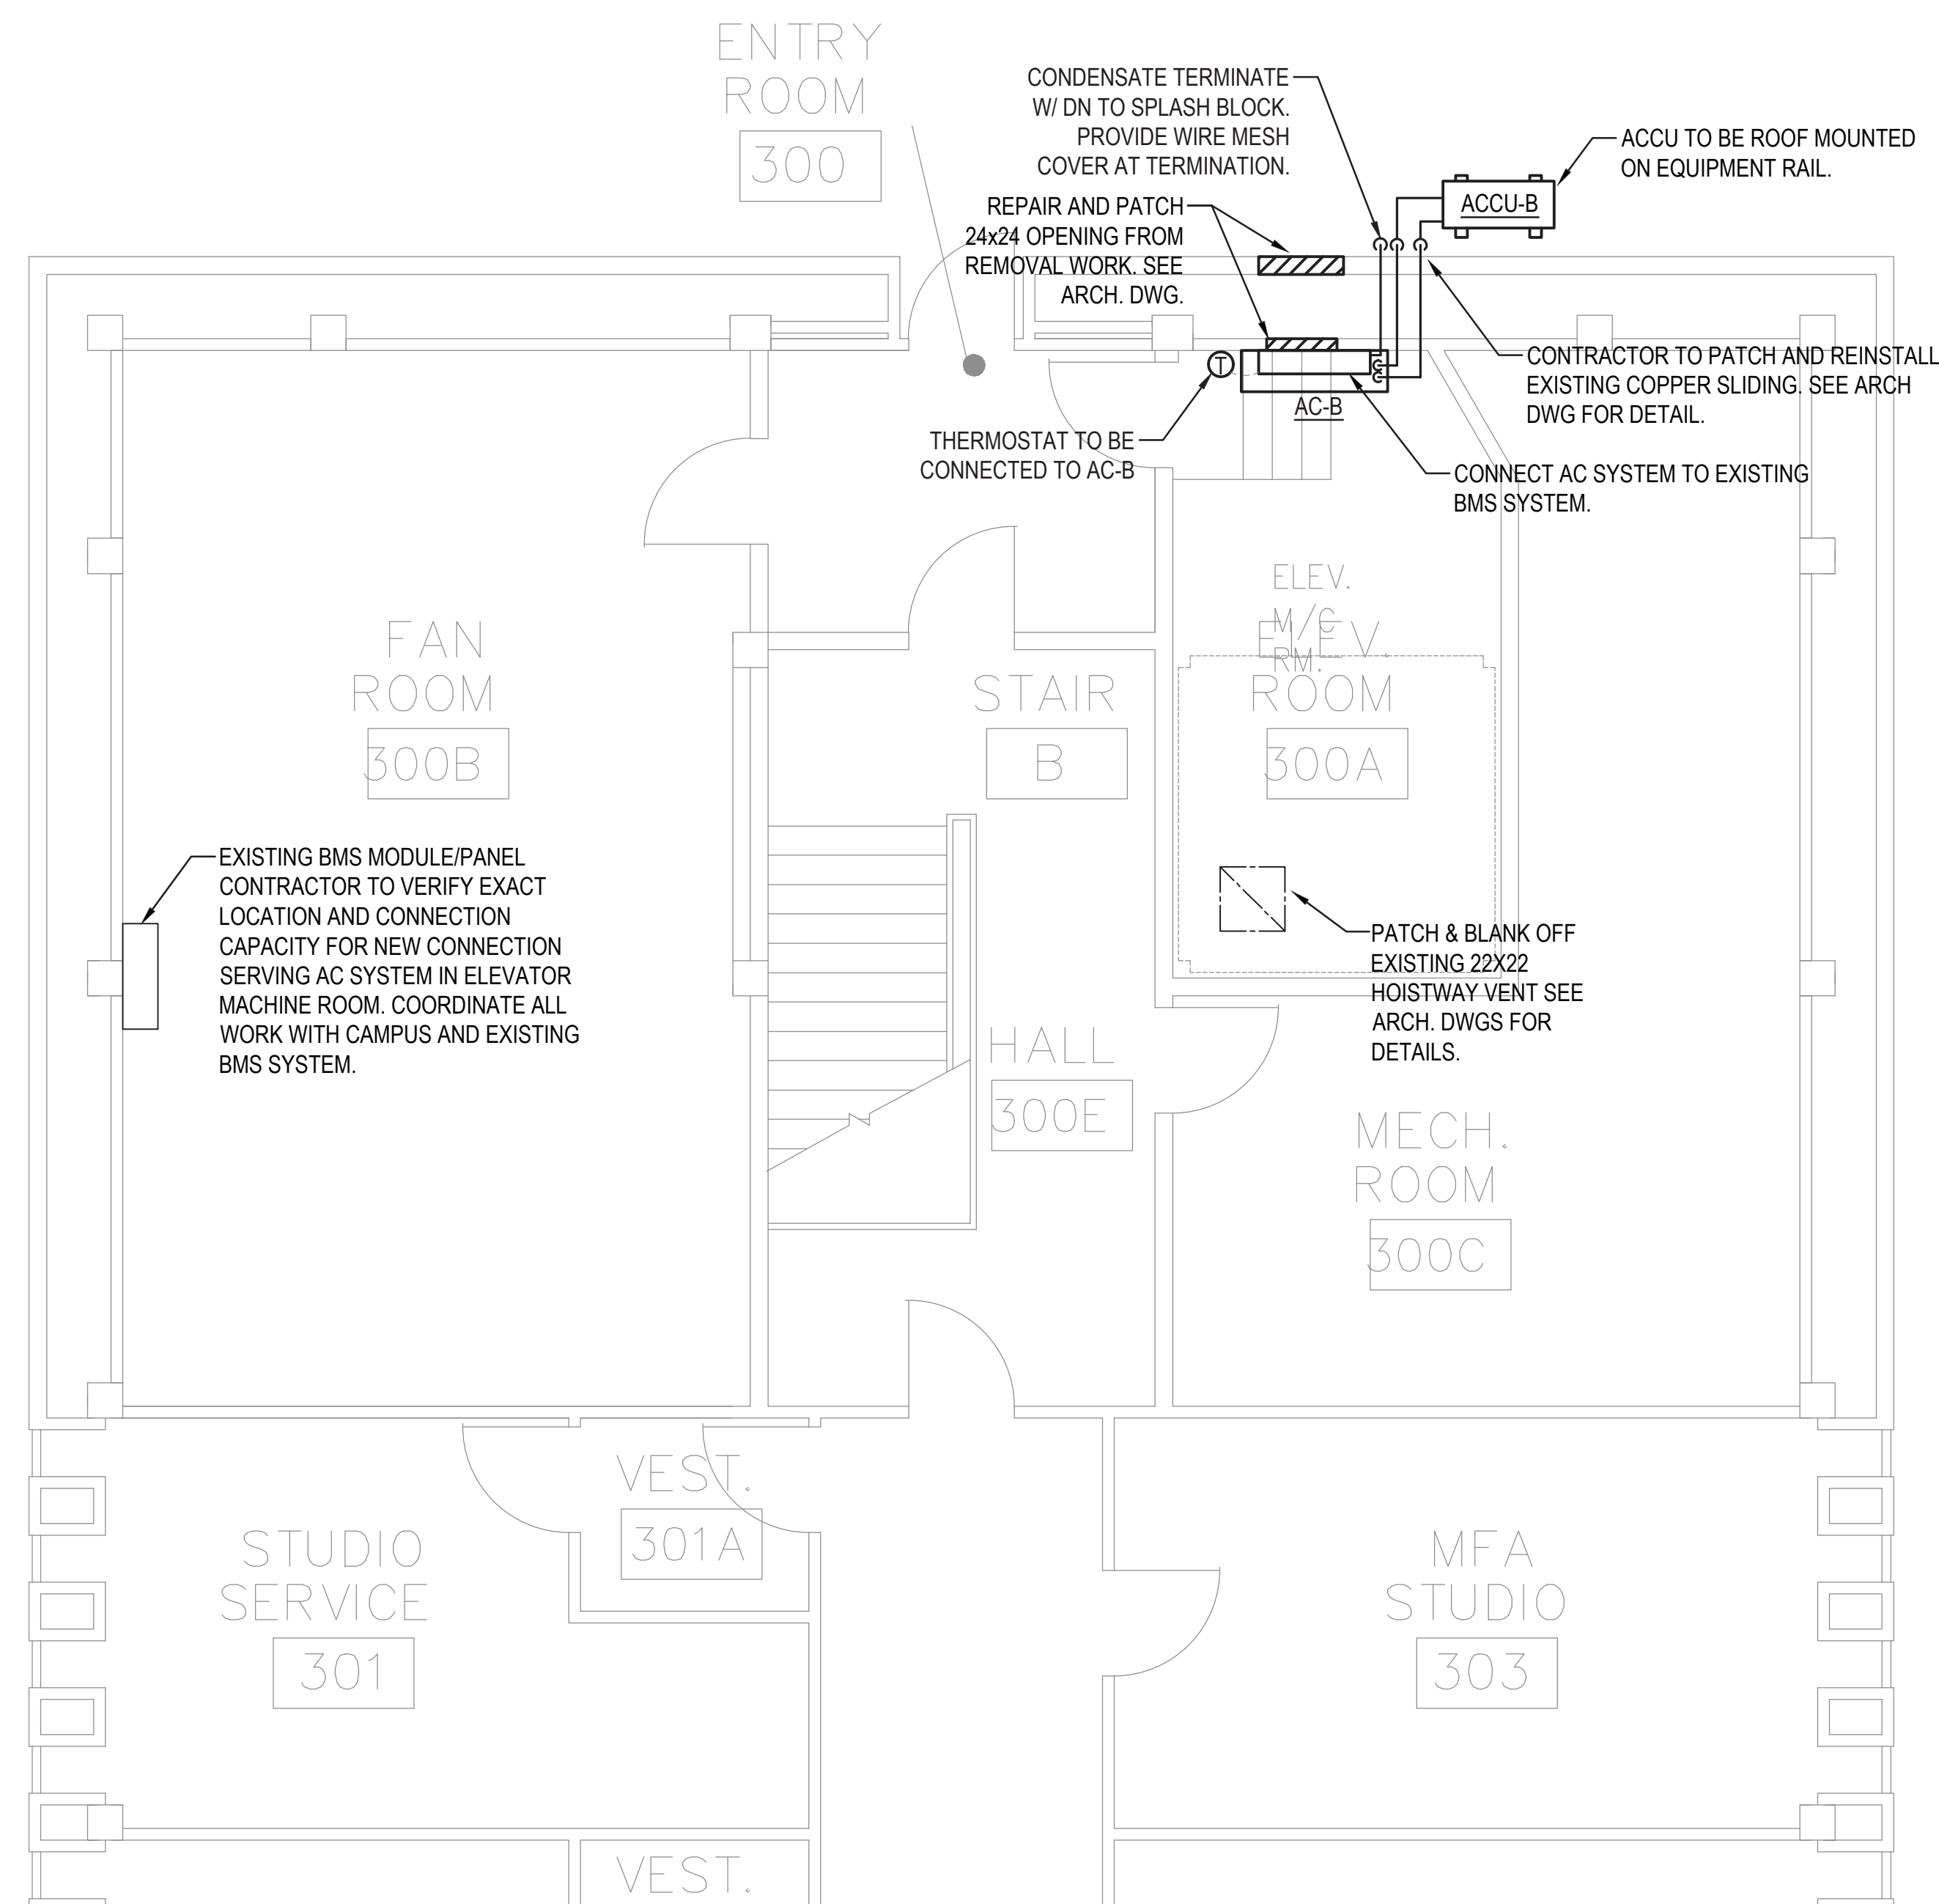 ENTRY
ROOM
300
CONDENSATE TERMINATE
W/ DN TO SPLASH BLOCK.
PROVIDE WIRE MESH
COVER AT TERMINATION.
ACCU TO BE ROOF MOUNTED
ON EQUIPMENT RAIL.
ACCU-B
REPAIR AND PATCH
24x24 OPENING FROM
REMOVAL WORK. SEE
ARCH. DWG.
CONTRACTOR TO PATCH AND REINSTALL
EXISTING COPPER SLIDING. SEE ARCH
DWG FOR DETAIL.
T
AC-B
THERMOSTAT TO BE
CONNECTED TO AC-B
CONNECT AC SYSTEM TO EXISTING
BMS SYSTEM.
FAN
ROOM
300B
STAIR
B
ELEV.
M/C
RM.
ELEV.
ROOM
300A
EXISTING BMS MODULE/PANEL
CONTRACTOR TO VERIFY EXACT
LOCATION AND CONNECTION
CAPACITY FOR NEW CONNECTION
SERVING AC SYSTEM IN ELEVATOR
MACHINE ROOM. COORDINATE ALL
WORK WITH CAMPUS AND EXISTING
BMS SYSTEM.
PATCH & BLANK OFF
EXISTING 22X22
HOISTWAY VENT SEE
ARCH. DWGS FOR
DETAILS.
HALL
300E
MECH.
ROOM
300C
VEST.
301A
STUDIO
SERVICE
301
MFA
STUDIO
303
VEST.